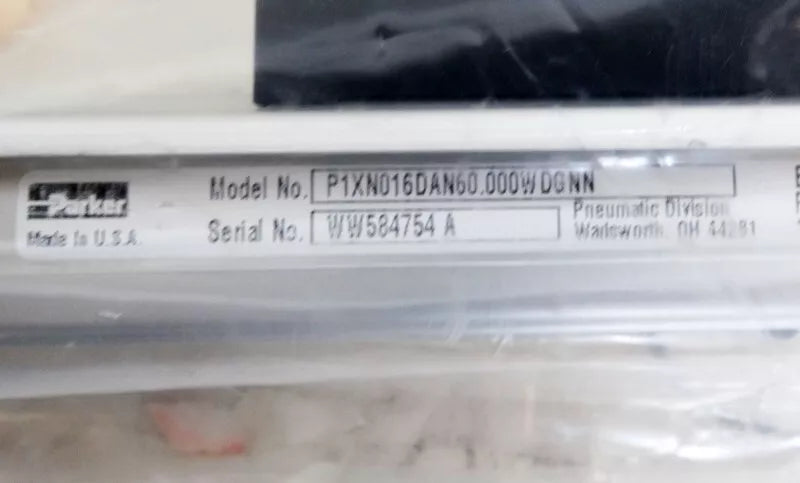 Parker
Made In U.S.A.
Model No. P1XN016DAN60.000WDGNN
Serial No. WW584754 A
Pneumatic Division
Wadsworth, OH 44281